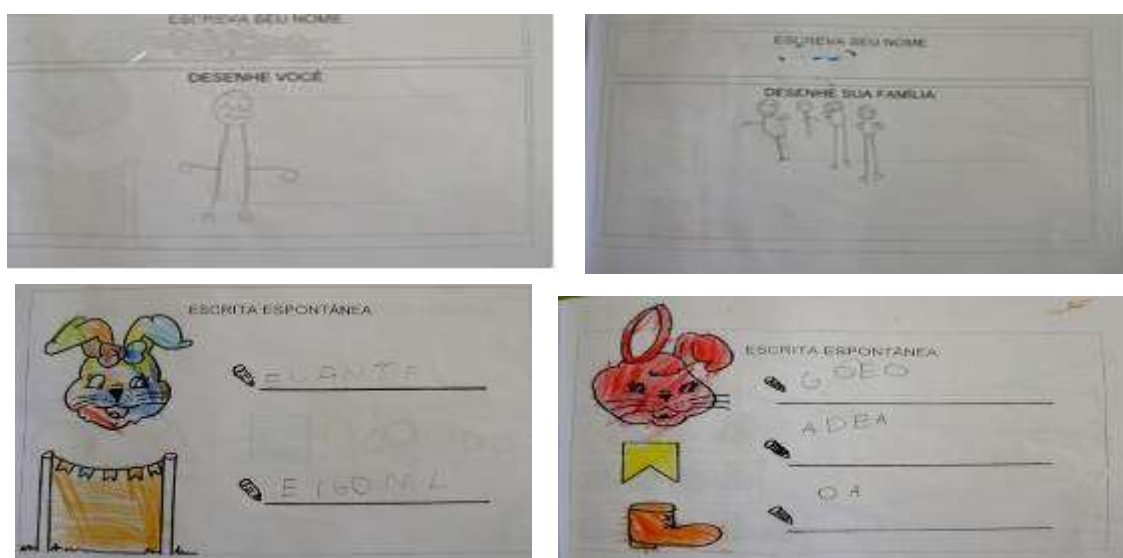 ESCREVA SEU NOME
DESENHE VOCÊ
ESCREVA SEU NOME
DESENHE SUA FAMÍLIA
ESCRITA ESPONTÂNEA
ELANTE
EIGOML
ESCRITA ESPONTÂNEA
GOEO
ADEA
OA